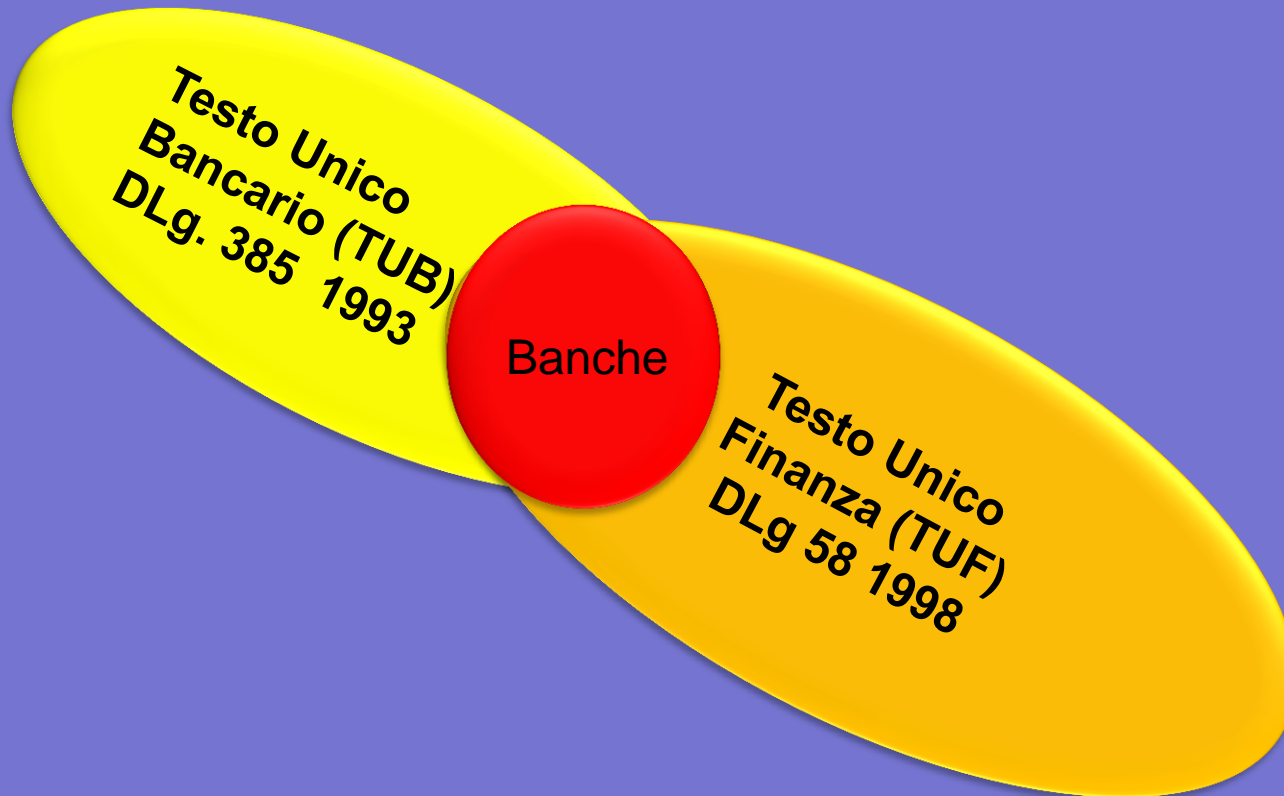 Testo Unico
Bancario (TUB)
DLg. 385  1993
Banche
Testo Unico
Finanza (TUF)
DLg 58 1998